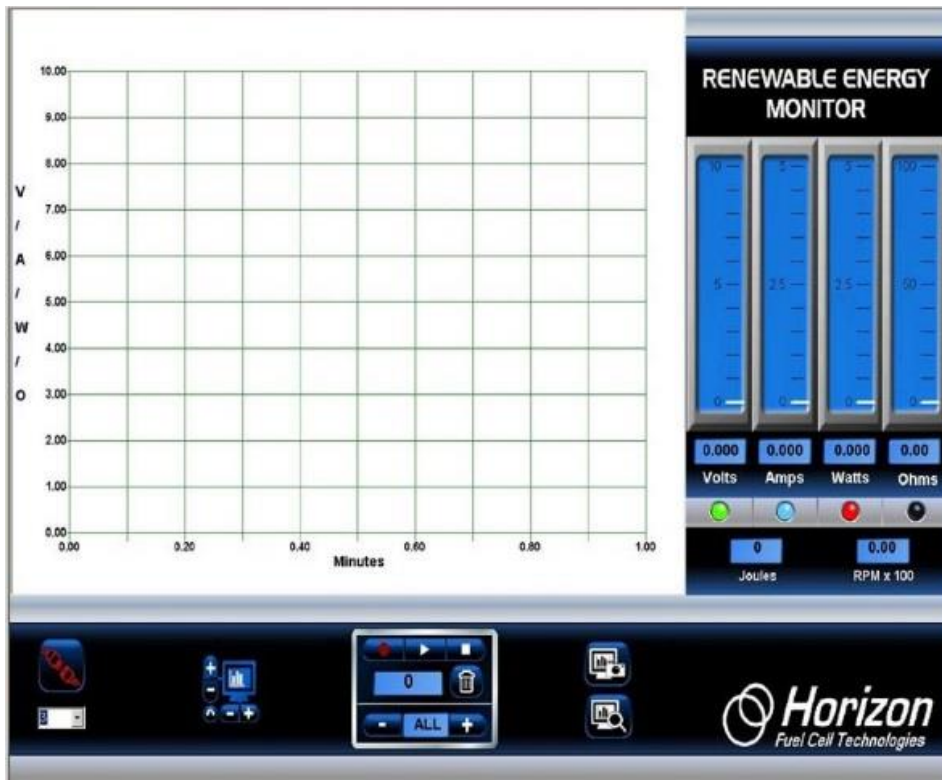 10.00
9.00
8.00
7.00
6.00
5.00
4.00
3.00
2.00
1.00
0.00
V
/
A
/
W
/
O
0.00 0.20 0.40 0.60 0.80 1.00
Minutes
RENEWABLE ENERGY
MONITOR
10 5 5 100
5 2.5 2.5 50
0 0 0 0
0.000 0.000 0.000 0.00
Volts Amps Watts Ohms
0 0.00
Joules RPM x 100
3
0
- ALL +
Horizon
Fuel Cell Technologies